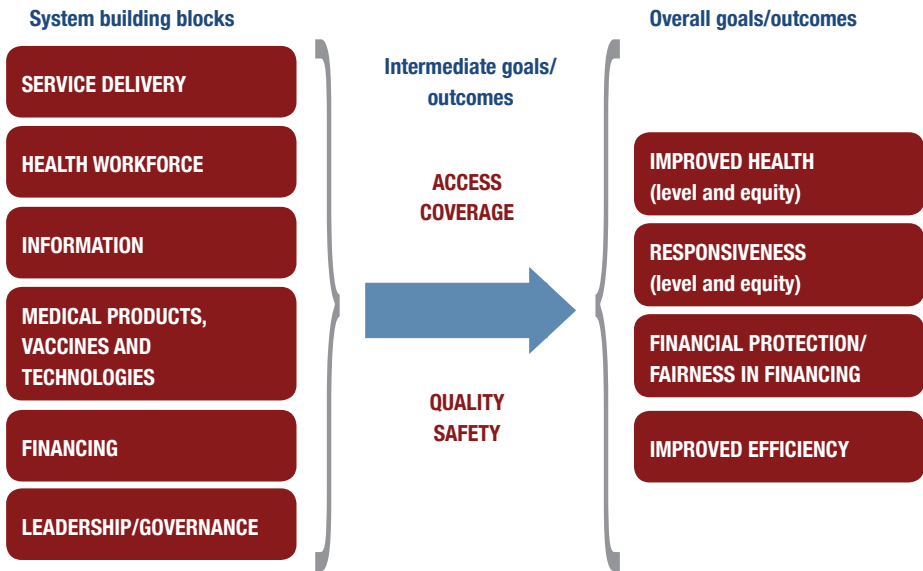 System building blocks
SERVICE DELIVERY
HEALTH WORKFORCE
INFORMATION
MEDICAL PRODUCTS,
VACCINES AND
TECHNOLOGIES
FINANCING
LEADERSHIP/GOVERNANCE
Intermediate goals/
outcomes
ACCESS
COVERAGE
QUALITY
SAFETY
Overall goals/outcomes
IMPROVED HEALTH
(level and equity)
RESPONSIVENESS
(level and equity)
FINANCIAL PROTECTION/
FAIRNESS IN FINANCING
IMPROVED EFFICIENCY